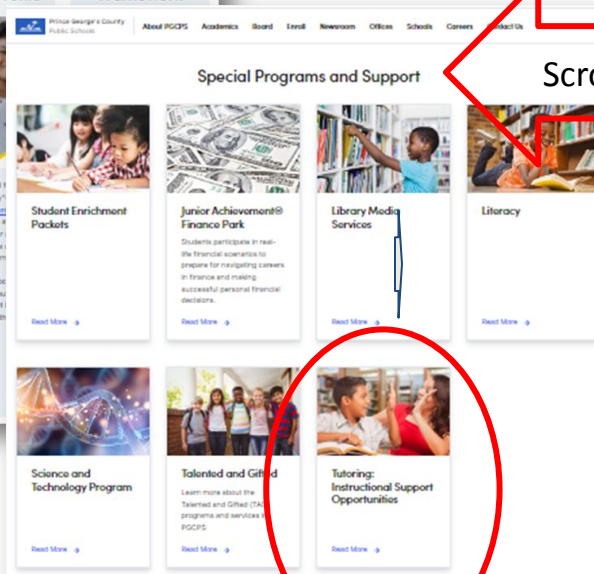 Prince George's County
Public Schools
About PGCPS Academics Board Enroll Newsroom Offices Schools Careers Contact Us
Special Programs and Support
Scro
Student Enrichment
Packets
Read More
Junior Achievement®
Finance Park
Students participate in real-
life financial scenarios to
prepare for navigating careers
in finance and making
successful personal financial
decisions.
Read More
Library Media
Services
Read More
Literacy
Read More
Science and
Technology Program
Read More
Talented and Gifted
Learn more about the
Talented and Gifted (TAG)
programs and services in
PGCPS
Read More
Tutoring:
Instructional Support
Opportunities
Read More